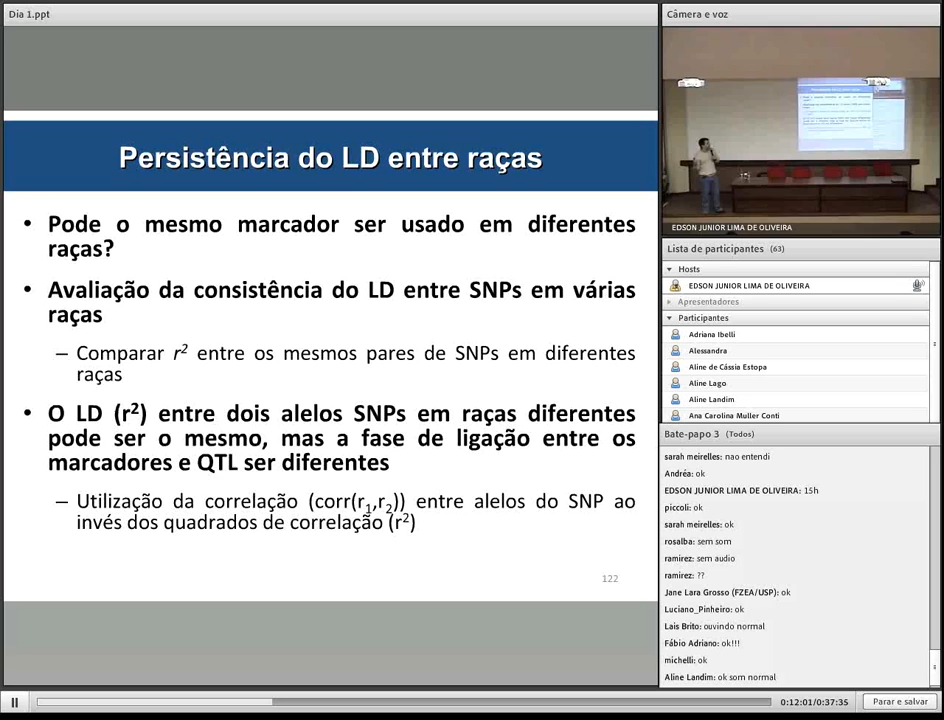 Dia 1.ppt
Persistência do LD entre raças
• Pode o mesmo marcador ser usado em diferentes
raças?
• Avaliação da consistência do LD entre SNPs em várias
raças
– Comparar r² entre os mesmos pares de SNPs em diferentes
raças
• O LD (r²) entre dois alelos SNPs em raças diferentes
pode ser o mesmo, mas a fase de ligação entre os
marcadores e QTL ser diferentes
– Utilização da correlação (corr(r₁,r₂)) entre alelos do SNP ao
invés dos quadrados de correlação (r²)
122
Câmera e voz
EDSON JUNIOR LIMA DE OLIVEIRA
Lista de participantes (63)
Hosts
EDSON JUNIOR LIMA DE OLIVEIRA
Apresentadores
Participantes
Adriana Ibelli
Alessandra
Aline de Cássia Estopa
Aline Lago
Aline Landim
Ana Carolina Muller Conti
Bate-papo 3 (Todos)
sarah meirelles: nao entendi
Andréa: ok
EDSON JUNIOR LIMA DE OLIVEIRA: 15h
piccoli: ok
sarah meirelles: ok
rosalba: sem som
ramirez: sem audio
ramirez: ??
Jane Lara Grosso (FZEA/USP): ok
Luciano_Pinheiro: ok
Lais Brito: ouvindo normal
Fábio Adriano: ok!!!
michelli: ok
Aline Landim: ok som normal
0:12:01/0:37:35
Parar e salvar